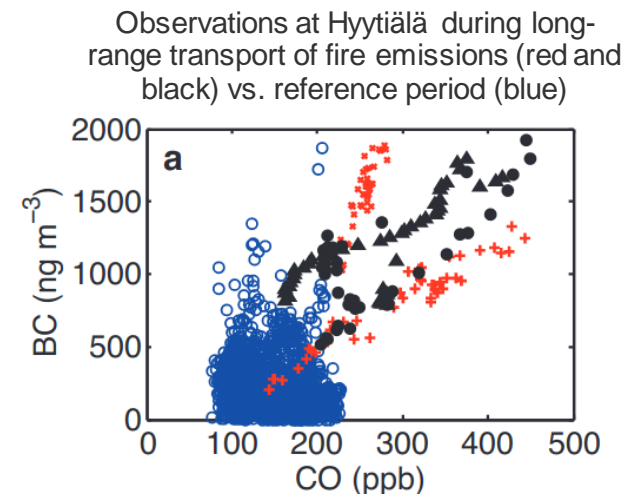 Observations at Hyytiälä during long-
range transport of fire emissions (red and
black) vs. reference period (blue)
a
2000
1500
1000
500
0
BC (ng m⁻³)
0 100 200 300 400 500
CO (ppb)